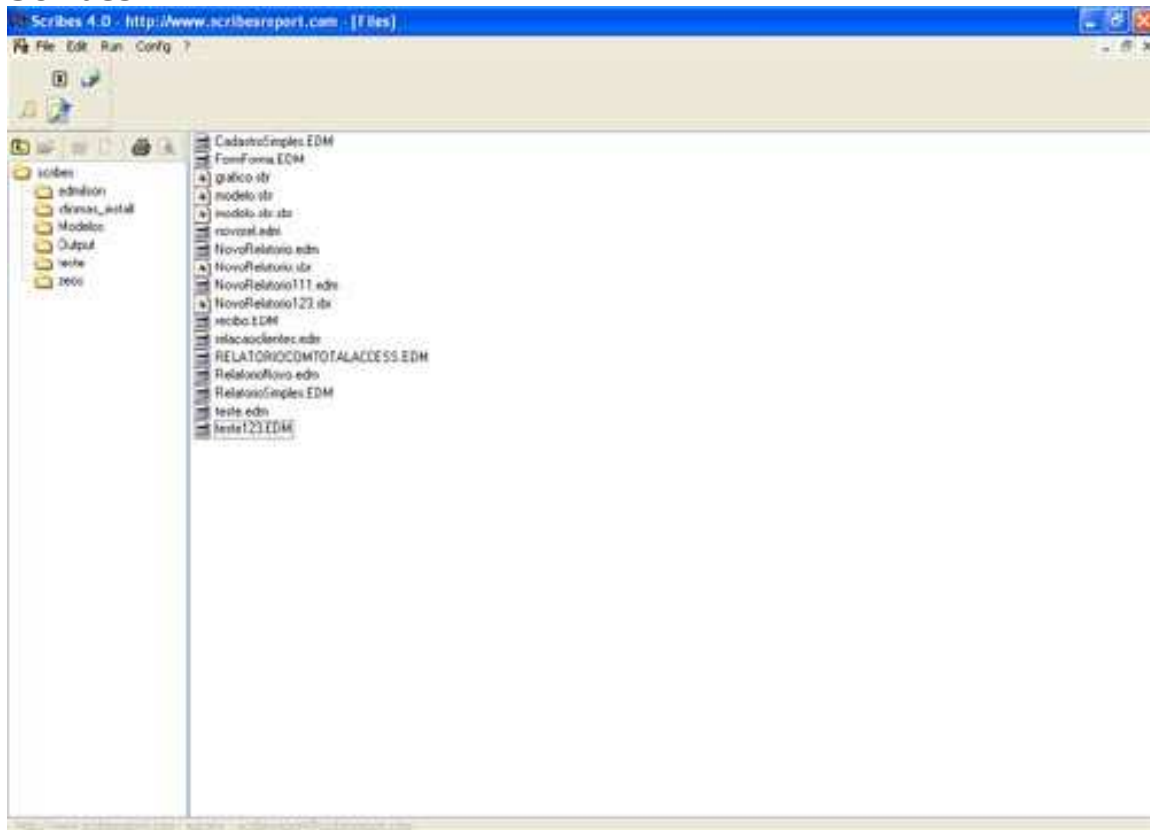 Scribes 4.0 - http://www.scribesreport.com - [Files]
File Edit Run Config ?
scribes
edmilson
Modelos
Output
teste
zeos
CadastroSimples.EDM
FormForma.EDM
grafico.sbr
modelo.sbr
modelo.sbr.sbr
novorel.edm
NovoRelatorio.edm
NovoRelatorio.sbr
NovoRelatorio111.edm
NovoRelatorio123.sbr
recibo.EDM
relacaoclientes.edm
RELATORIOCOMTOTALACCESS.EDM
RelatorioNovo.edm
RelatorioSimples.EDM
teste.edm
teste123.EDM